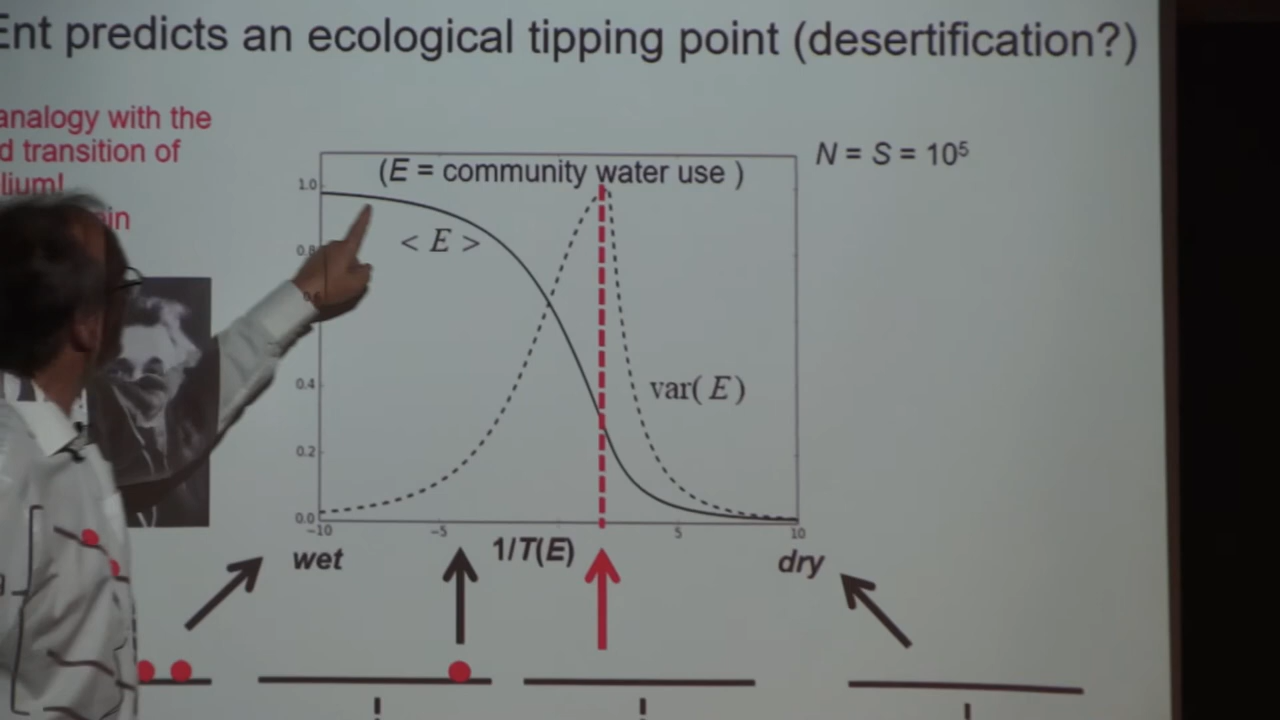 Ent predicts an ecological tipping point (desertification?)
analogy with the
d transition of
lium!
in
N = S = 10⁵
(E = community water use )
< E >
var( E )
1.0
0.8
0.6
0.4
0.2
0.0
−10
−5
5
10
wet
1/T(E)
dry